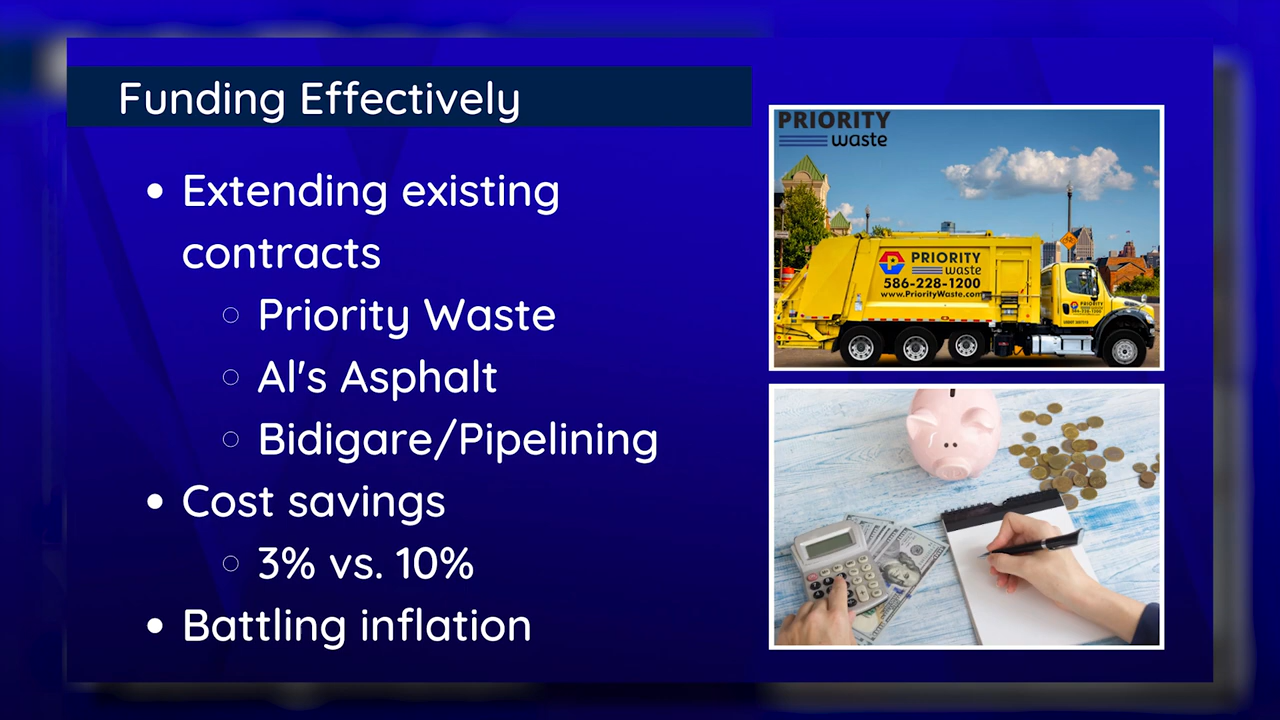 Funding Effectively
• Extending existing
contracts
○ Priority Waste
○ Al's Asphalt
○ Bidigare/Pipelining
• Cost savings
○ 3% vs. 10%
• Battling inflation
PRIORITY
waste
PRIORITY
waste
586-228-1200
www.PriorityWaste.com
PRIORITY